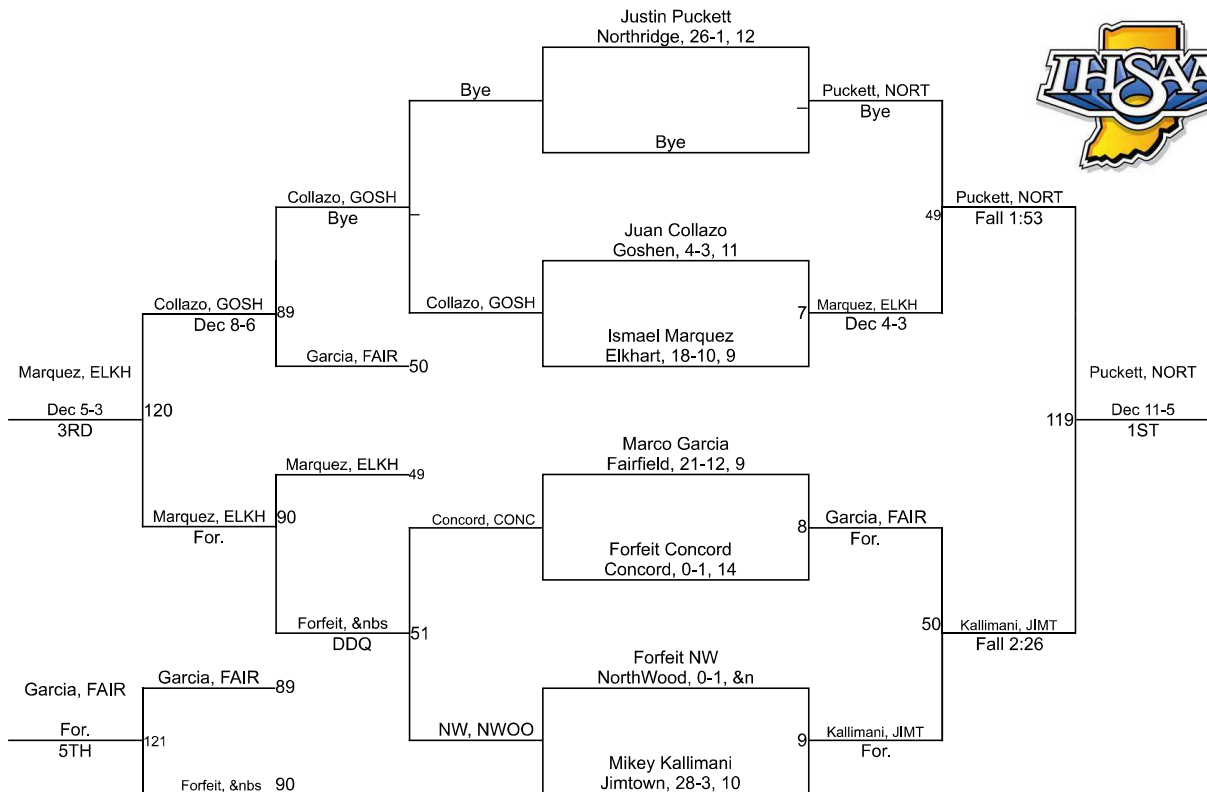 Justin Puckett
Northridge, 26-1, 12
IHSAA
Bye
Puckett, NORT
Bye
Bye
Collazo, GOSH
Bye
Puckett, NORT
49
Fall 1:53
Juan Collazo
Goshen, 4-3, 11
Collazo, GOSH
89
Dec 8-6
Collazo, GOSH
7
Marquez, ELKH
Dec 4-3
Ismael Marquez
Elkhart, 18-10, 9
Garcia, FAIR
50
Marquez, ELKH
Puckett, NORT
Dec 5-3
120
3RD
119
Dec 11-5
1ST
Marco Garcia
Fairfield, 21-12, 9
Marquez, ELKH
49
Marquez, ELKH
90
For.
Concord, CONC
8
Garcia, FAIR
For.
Forfeit Concord
Concord, 0-1, 14
Forfeit, &nbs
51
DDQ
50
Kallimani, JIMT
Fall 2:26
Forfeit NW
NorthWood, 0-1, &n
Garcia, FAIR
Garcia, FAIR
89
For.
121
5TH
NW, NWOO
9
Kallimani, JIMT
For.
Mikey Kallimani
Jimtown, 28-3, 10
Forfeit, &nbs
90